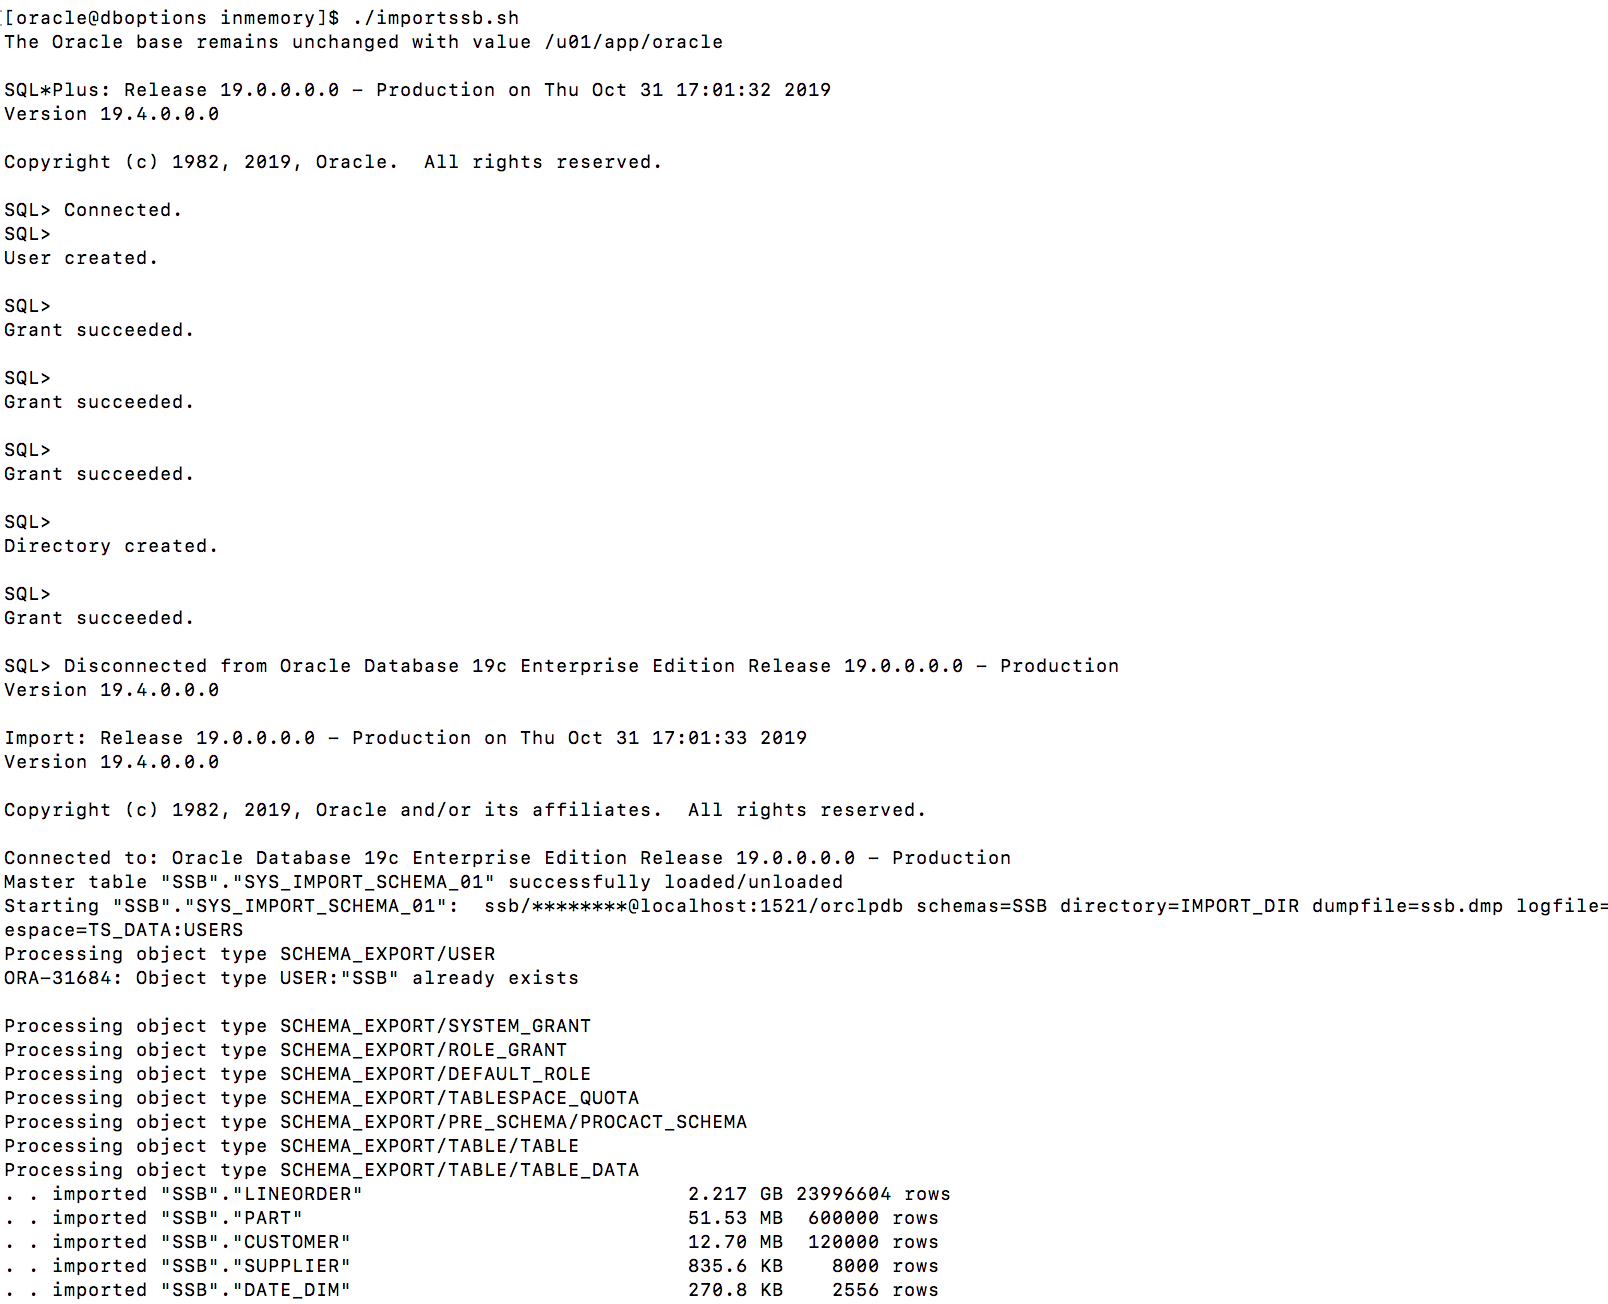 [oracle@dboptions inmemory]$ ./importssb.sh
The Oracle base remains unchanged with value /u01/app/oracle
SQL*Plus: Release 19.0.0.0.0 - Production on Thu Oct 31 17:01:32 2019
Version 19.4.0.0.0
Copyright (c) 1982, 2019, Oracle.  All rights reserved.
SQL> Connected.
SQL>
User created.
SQL>
Grant succeeded.
SQL>
Grant succeeded.
SQL>
Grant succeeded.
SQL>
Directory created.
SQL>
Grant succeeded.
SQL> Disconnected from Oracle Database 19c Enterprise Edition Release 19.0.0.0.0 - Production
Version 19.4.0.0.0
Import: Release 19.0.0.0.0 - Production on Thu Oct 31 17:01:33 2019
Version 19.4.0.0.0
Copyright (c) 1982, 2019, Oracle and/or its affiliates.  All rights reserved.
Connected to: Oracle Database 19c Enterprise Edition Release 19.0.0.0.0 - Production
Master table "SSB"."SYS_IMPORT_SCHEMA_01" successfully loaded/unloaded
Starting "SSB"."SYS_IMPORT_SCHEMA_01":  ssb/********@localhost:1521/orclpdb schemas=SSB directory=IMPORT_DIR dumpfile=ssb.dmp logfile=
espace=TS_DATA:USERS
Processing object type SCHEMA_EXPORT/USER
ORA-31684: Object type USER:"SSB" already exists
Processing object type SCHEMA_EXPORT/SYSTEM_GRANT
Processing object type SCHEMA_EXPORT/ROLE_GRANT
Processing object type SCHEMA_EXPORT/DEFAULT_ROLE
Processing object type SCHEMA_EXPORT/TABLESPACE_QUOTA
Processing object type SCHEMA_EXPORT/PRE_SCHEMA/PROCACT_SCHEMA
Processing object type SCHEMA_EXPORT/TABLE/TABLE
Processing object type SCHEMA_EXPORT/TABLE/TABLE_DATA
. . imported "SSB"."LINEORDER"                           2.217 GB 23996604 rows
. . imported "SSB"."PART"                                51.53 MB  600000 rows
. . imported "SSB"."CUSTOMER"                            12.70 MB  120000 rows
. . imported "SSB"."SUPPLIER"                            835.6 KB    8000 rows
. . imported "SSB"."DATE_DIM"                            270.8 KB    2556 rows